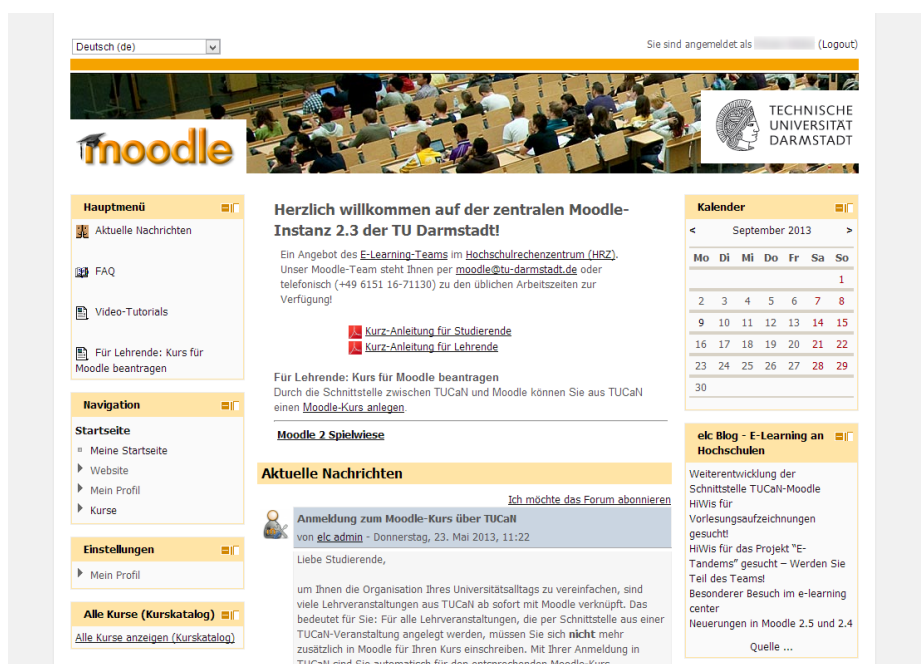 Deutsch (de)
Sie sind angemeldet als (Logout)
moodle
TECHNISCHE
UNIVERSITÄT
DARMSTADT
Hauptmenü
Aktuelle Nachrichten
FAQ
Video-Tutorials
Für Lehrende: Kurs für
Moodle beantragen
Navigation
Startseite
Meine Startseite
Website
Mein Profil
Kurse
Einstellungen
Mein Profil
Alle Kurse (Kurskatalog)
Alle Kurse anzeigen (Kurskatalog)
Herzlich willkommen auf der zentralen Moodle-
Instanz 2.3 der TU Darmstadt!
Ein Angebot des E-Learning-Teams im Hochschulrechenzentrum (HRZ).
Unser Moodle-Team steht Ihnen per moodle@tu-darmstadt.de oder
telefonisch (+49 6151 16-71130) zu den üblichen Arbeitszeiten zur
Verfügung!
Kurz-Anleitung für Studierende
Kurz-Anleitung für Lehrende
Für Lehrende: Kurs für Moodle beantragen
Durch die Schnittstelle zwischen TUCaN und Moodle können Sie aus TUCaN
einen Moodle-Kurs anlegen.
Moodle 2 Spielwiese
Aktuelle Nachrichten
Ich möchte das Forum abonnieren
Anmeldung zum Moodle-Kurs über TUCaN
von elc admin - Donnerstag, 23. Mai 2013, 11:22
Liebe Studierende,
um Ihnen die Organisation Ihres Universitätsalltags zu vereinfachen, sind
viele Lehrveranstaltungen aus TUCaN ab sofort mit Moodle verknüpft. Das
bedeutet für Sie: Für alle Lehrveranstaltungen, die per Schnittstelle aus einer
TUCaN-Veranstaltung angelegt werden, müssen Sie sich nicht mehr
zusätzlich in Moodle für Ihren Kurs einschreiben. Mit Ihrer Anmeldung in
TUCaN sind Sie automatisch für den entsprechenden Moodle-Kurs
Kalender
< September 2013 >
Mo Di Mi Do Fr Sa So
1
2 3 4 5 6 7 8
9 10 11 12 13 14 15
16 17 18 19 20 21 22
23 24 25 26 27 28 29
30
elc Blog - E-Learning an
Hochschulen
Weiterentwicklung der
Schnittstelle TUCaN-Moodle
HiWis für
Vorlesungsaufzeichnungen
gesucht!
HiWis für das Projekt “E-
Tandems” gesucht – Werden Sie
Teil des Teams!
Besonderer Besuch im e-learning
center
Neuerungen in Moodle 2.5 und 2.4
Quelle ...